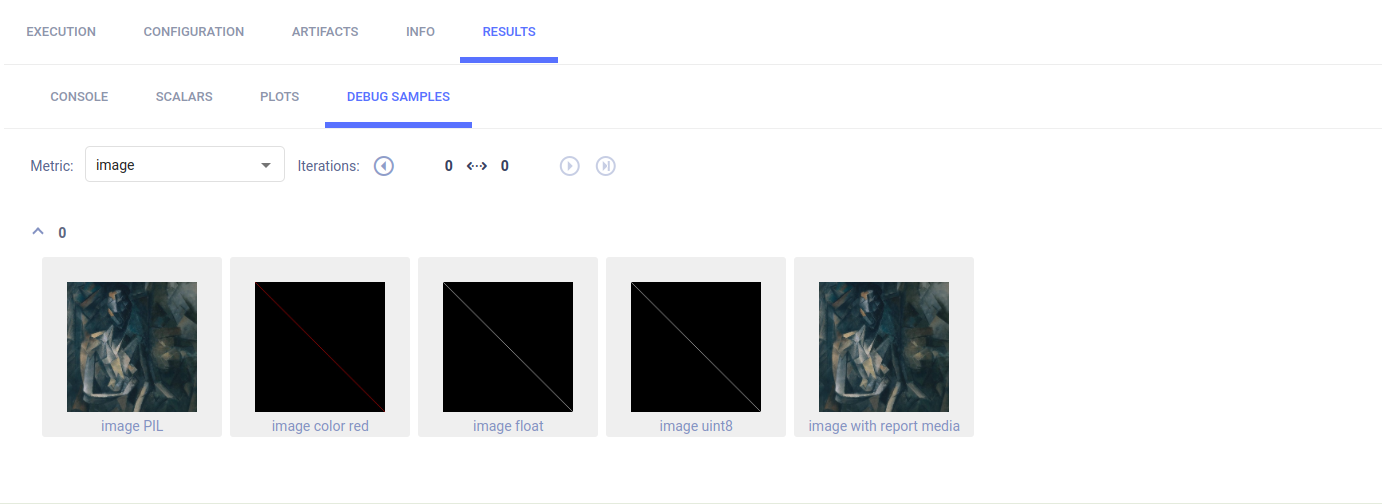 EXECUTION CONFIGURATION ARTIFACTS INFO RESULTS
CONSOLE SCALARS PLOTS DEBUG SAMPLES
Metric: image Iterations: 0 0
0
image PIL image color red image float image uint8 image with report media